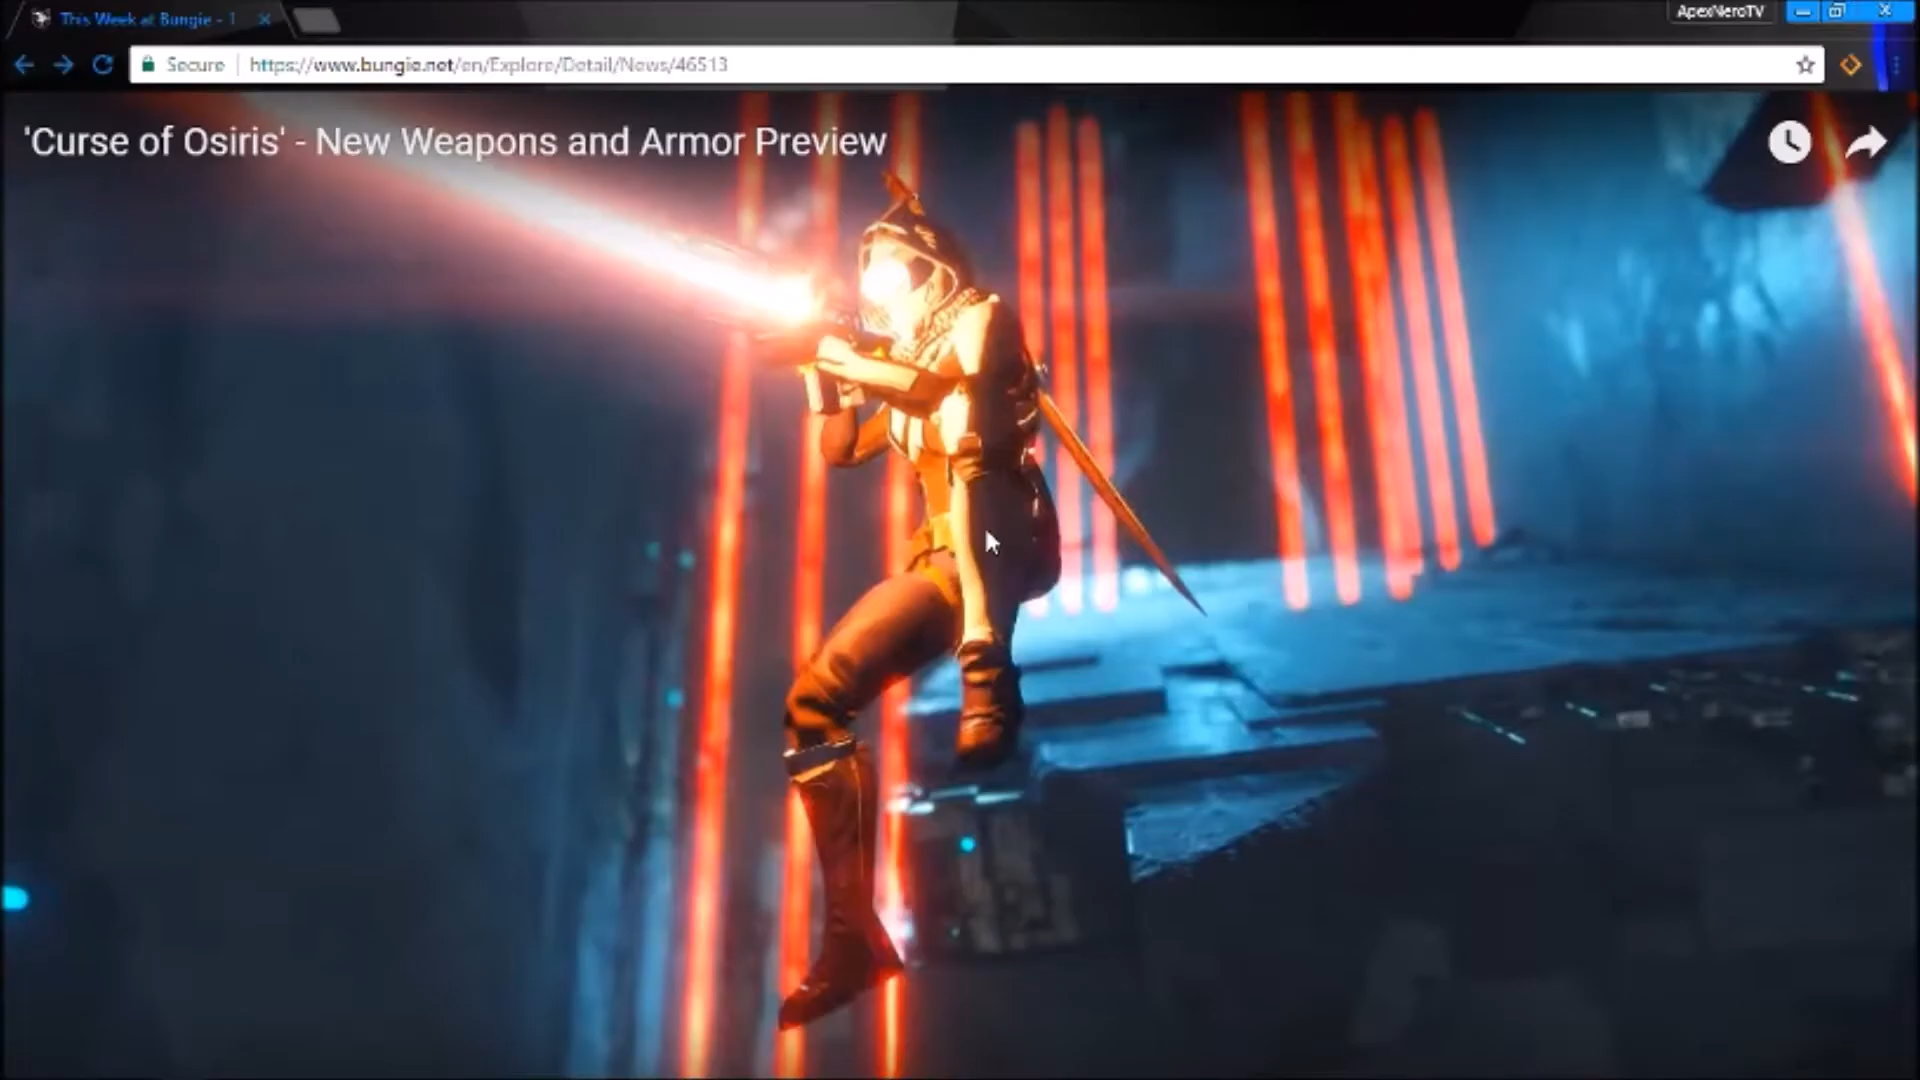 This Week at Bungie - 1
ApexNeroTV
Secure
https://www.bungie.net/en/Explore/Detail/News/46513
'Curse of Osiris' - New Weapons and Armor Preview